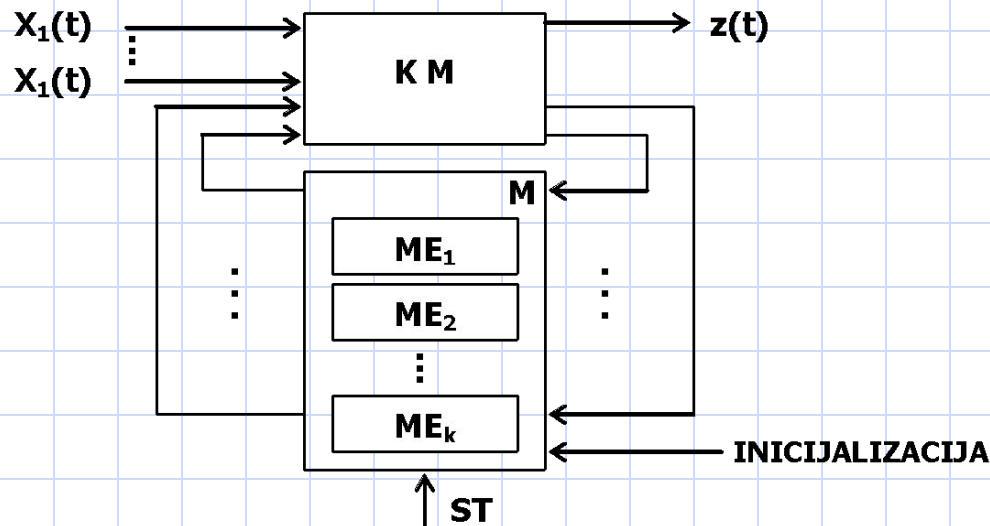 X₁(t)
z(t)
K M
X₁(t)
M
ME₁
ME₂
MEₖ
INICIJALIZACIJA
ST